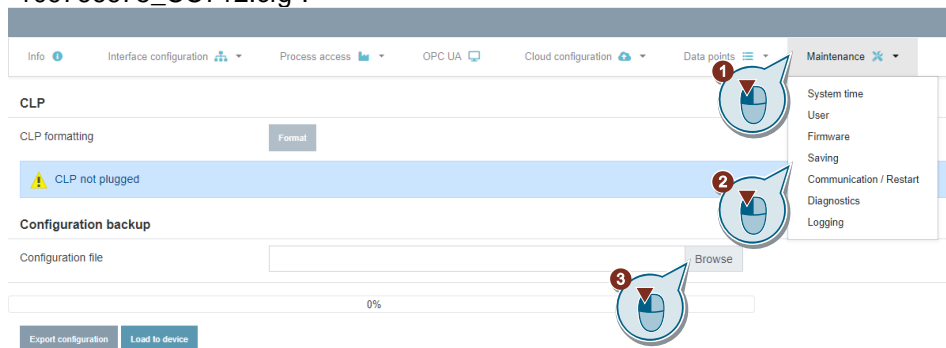 Info
Interface configuration
Process access
OPC UA
Cloud configuration
Data points
Maintenance
1
System time
User
Firmware
Saving
Communication / Restart
Diagnostics
Logging
CLP
CLP formatting
Format
CLP not plugged
2
Configuration backup
Configuration file
Browse
3
0%
Export configuration
Load to device